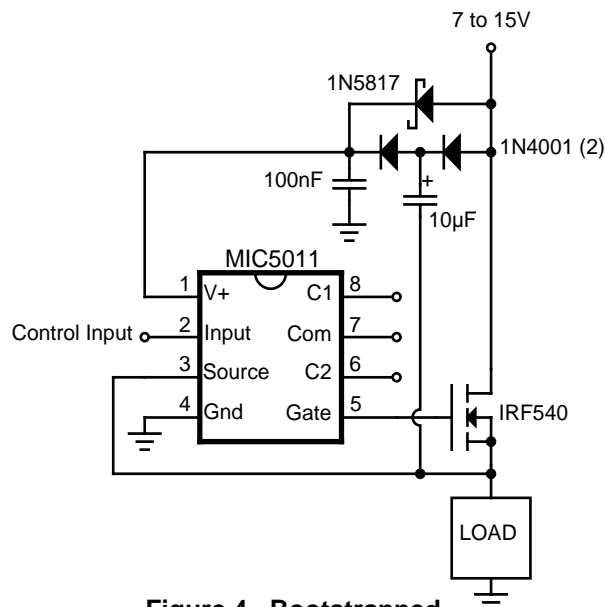 7 to 15V
1N5817
1N4001 (2)
100nF
+
10µF
MIC5011
1 V+ C1 8
Control Input 2 Input Com 7
3 Source C2 6
4 Gnd Gate 5
IRF540
LOAD
Figure 4. Bootstrapped